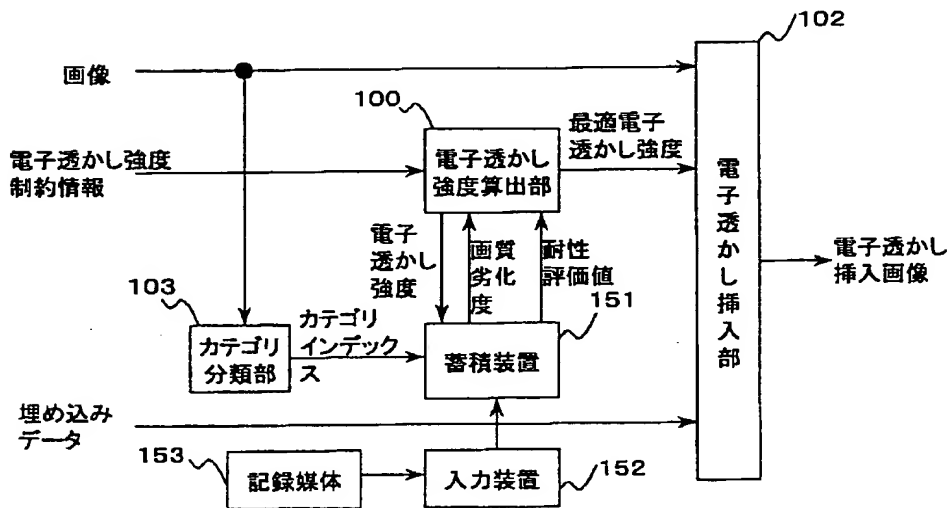 102
画像
100
最適電子
透かし強度
電子透かし強度
制約情報
電子透かし
強度算出部
電子透かし挿入部
電子
透かし
強度
画質
劣化
度
耐性
評価値
電子透かし
挿入画像
103
151
カテゴリ
インデック
ス
カテゴリ
分類部
蓄積装置
埋め込み
データ
153
記録媒体
入力装置
152